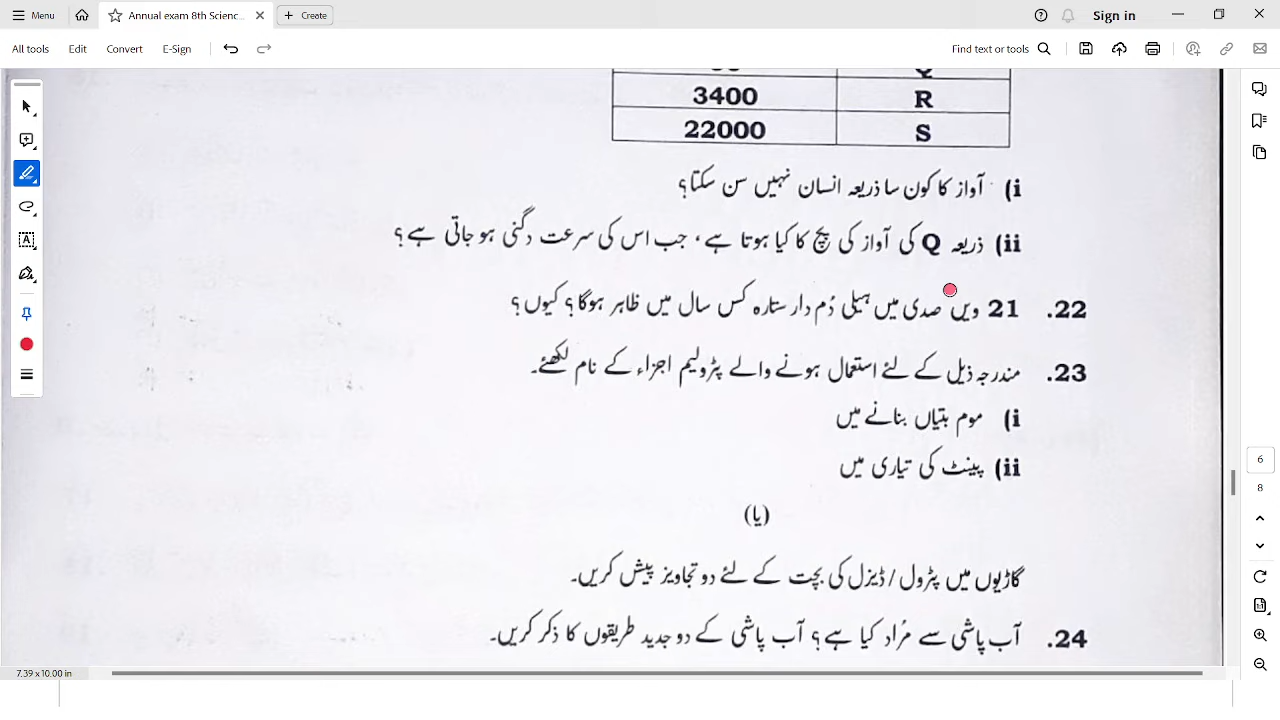 Menu
Annual exam 8th Scienc...
Create
Sign in
All tools
Edit
Convert
E-Sign
Find text or tools
3400 R
22000 S
i) آواز کا کون سا ذریعہ انسان نہیں سن سکتا؟
ii) ذریعہ Q کی آواز کی پچ کا کیا ہوتا ہے، جب اس کی سرعت دگنی ہو جاتی ہے؟
22. 21 ویں صدی میں ہیلی دُم دار ستارہ کس سال میں ظاہر ہوگا؟ کیوں؟
23. مندرجہ ذیل کے لئے استعمال ہونے والے پٹرولیم اجزاء کے نام لکھئے۔
i) موم بتیاں بنانے میں
ii) پینٹ کی تیاری میں
(یا)
گاڑیوں میں پٹرول/ڈیزل کی بچت کے لئے دو تجاویز پیش کریں۔
24. آب پاشی سے مُراد کیا ہے؟ آب پاشی کے دو جدید طریقوں کا ذکر کریں۔
6
8
7.39 x 10.00 in